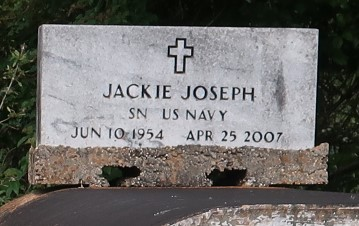 JACKIE JOSEPH
SN US NAVY
JUN 10 1954 APR 25 2007